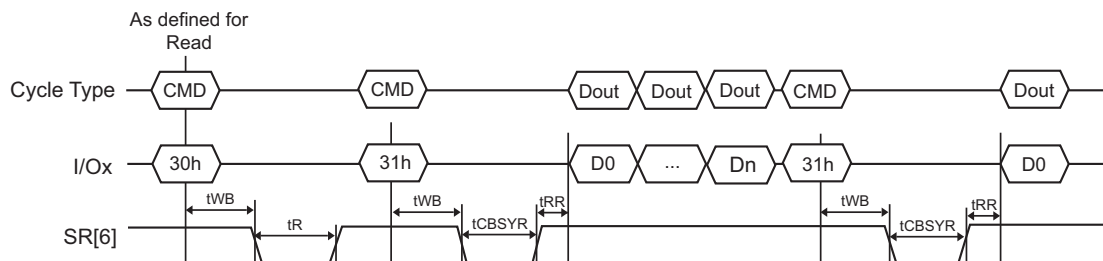 As defined for
Read
Cycle Type CMD CMD Dout Dout Dout CMD Dout
I/Ox 30h 31h D0 ... Dn 31h D0
tWB tR tWB tCBSYR tRR tWB tCBSYR tRR
SR[6]